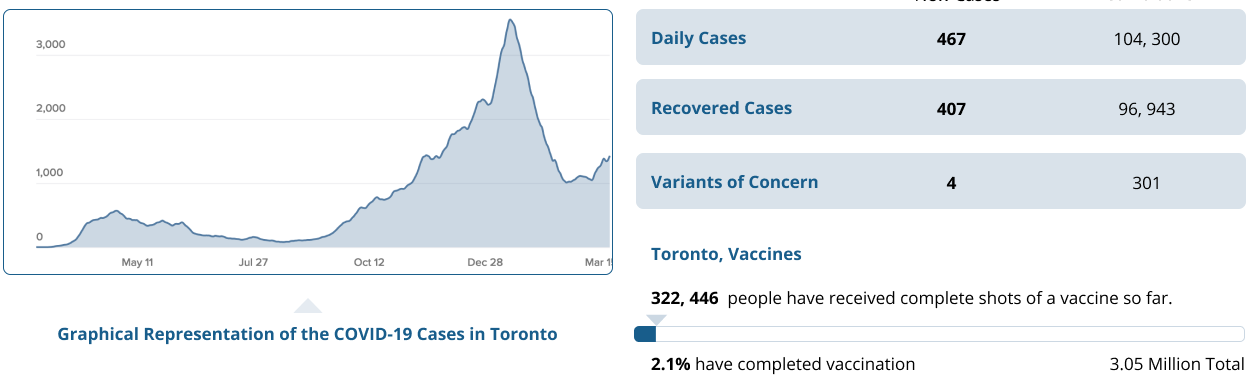 3,000
2,000
1,000
0
May 11
Jul 27
Oct 12
Dec 28
Mar
Graphical Representation of the COVID-19 Cases in Toronto
Daily Cases 467 104, 300
Recovered Cases 407 96, 943
Variants of Concern 4 301
Toronto, Vaccines
322, 446 people have received complete shots of a vaccine so far.
2.1% have completed vaccination 3.05 Million Total